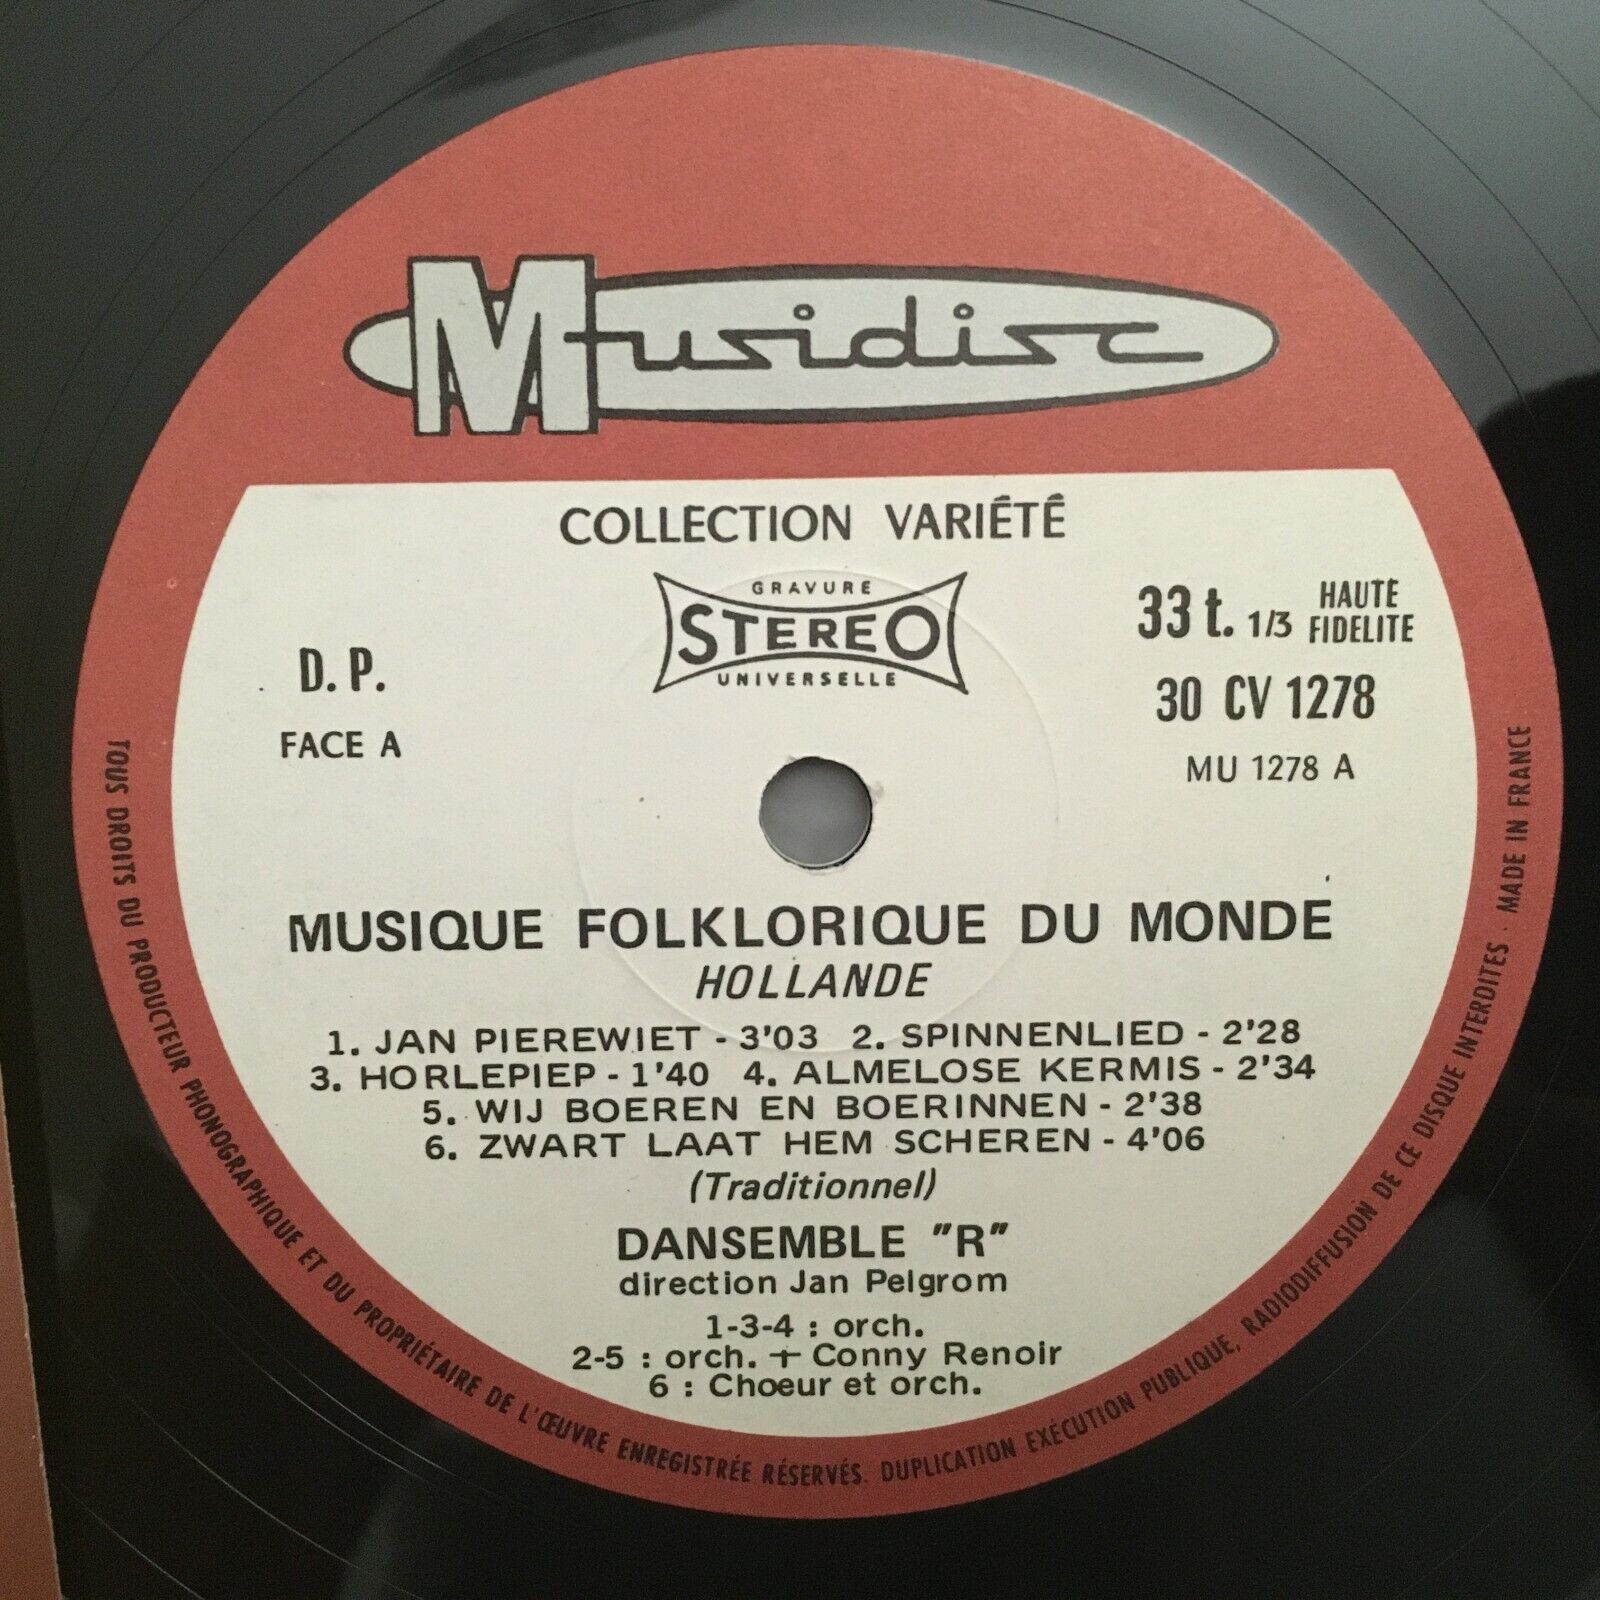 Musidisc
COLLECTION VARIÉTÉ
GRAVURE
STEREO
UNIVERSELLE
33 t. 1/3 HAUTE FIDELITE
D. P.
30 CV 1278
FACE A
MU 1278 A
MUSIQUE FOLKLORIQUE DU MONDE
HOLLANDE
1. JAN PIEREWIET - 3'03 2. SPINNENLIED - 2'28
3. HORLEPIEP - 1'40 4. ALMELOSE KERMIS - 2'34
5. WIJ BOEREN EN BOERINNEN - 2'38
6. ZWART LAAT HEM SCHEREN - 4'06
(Traditionnel)
DANSEMBLE "R"
direction Jan Pelgrom
1-3-4 : orch.
2-5 : orch. + Conny Renoir
6 : Choeur et orch.
TOUS DROITS DU PRODUCTEUR PHONOGRAPHIQUE ET DU PROPRIÉTAIRE DE L'ŒUVRE ENREGISTRÉE RÉSERVÉS. DUPLICATION EXÉCUTION PUBLIQUE, RADIODIFFUSION DE CE DISQUE INTERDITES · MADE IN FRANCE